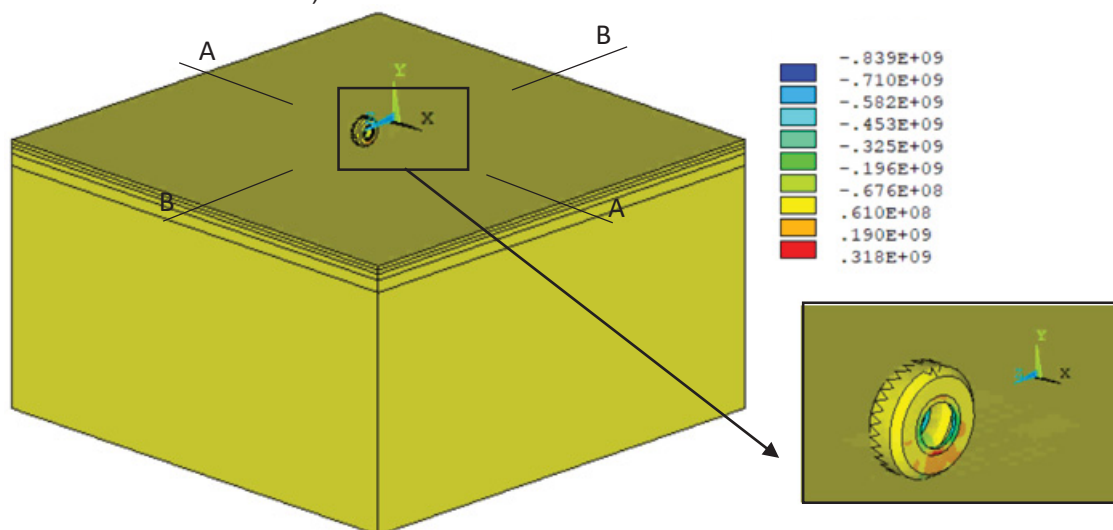 )
A
B
Y
X
B
A
-.839E+09
-.710E+09
-.582E+09
-.453E+09
-.325E+09
-.196E+09
-.676E+08
.610E+08
.190E+09
.318E+09
Y
Z
X